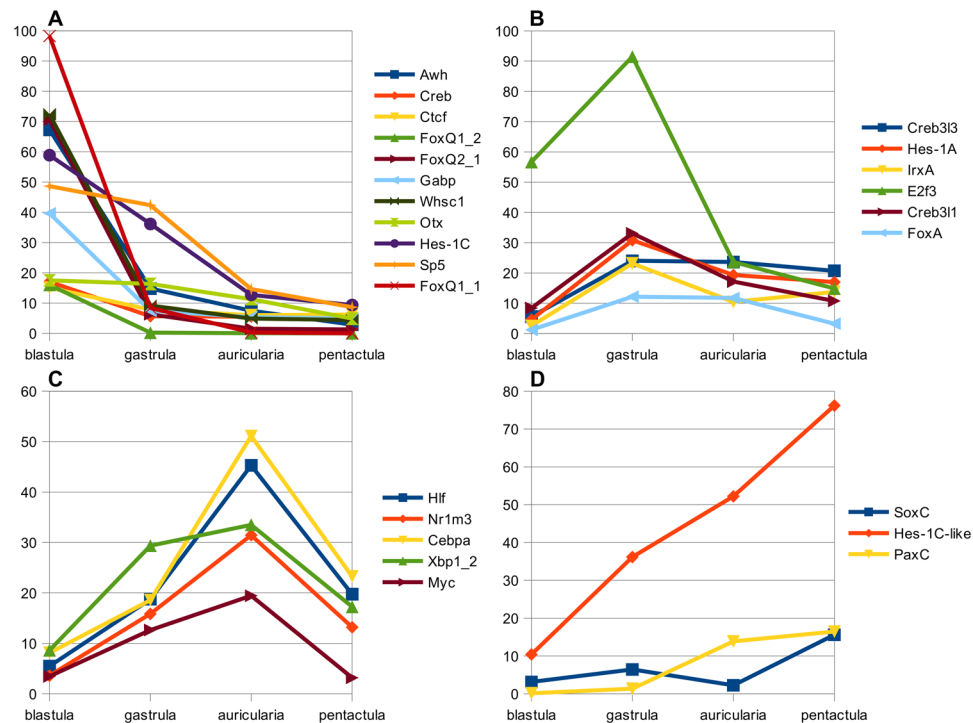 A
100
90
80
70
60
50
40
30
20
10
0
blastula gastrula auricularia pentactula
Awh
Creb
Ctcf
FoxQ1_2
FoxQ2_1
Gabp
Whsc1
Otx
Hes-1C
Sp5
FoxQ1_1
B
100
90
80
70
60
50
40
30
20
10
0
blastula gastrula auricularia pentactula
Creb3l3
Hes-1A
IrxA
E2f3
Creb3l1
FoxA
C
60
50
40
30
20
10
0
blastula gastrula auricularia pentactula
Hlf
Nr1m3
Cebpa
Xbp1_2
Myc
D
80
70
60
50
40
30
20
10
0
blastula gastrula auricularia pentactula
SoxC
Hes-1C-like
PaxC